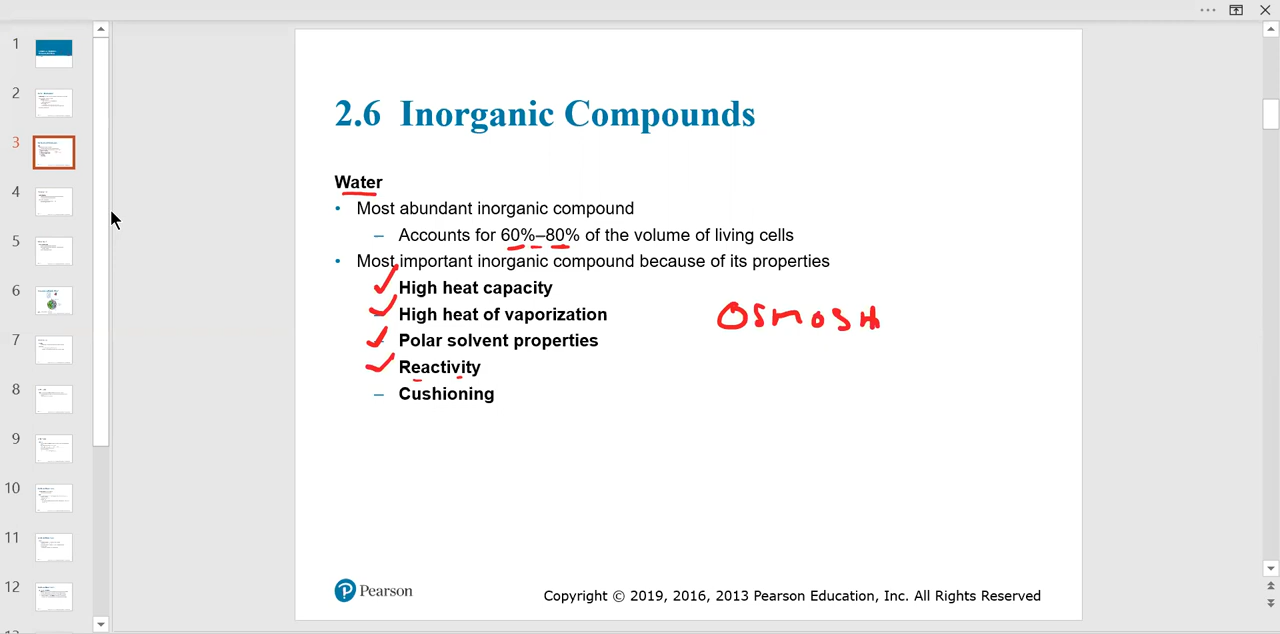 1
2
3
4
5
6
7
8
9
10
11
12
2.6 Inorganic Compounds
Water
• Most abundant inorganic compound
– Accounts for 60%–80% of the volume of living cells
• Most important inorganic compound because of its properties
High heat capacity
– High heat of vaporization
– Polar solvent properties
Reactivity
– Cushioning
Pearson
Copyright © 2019, 2016, 2013 Pearson Education, Inc. All Rights Reserved